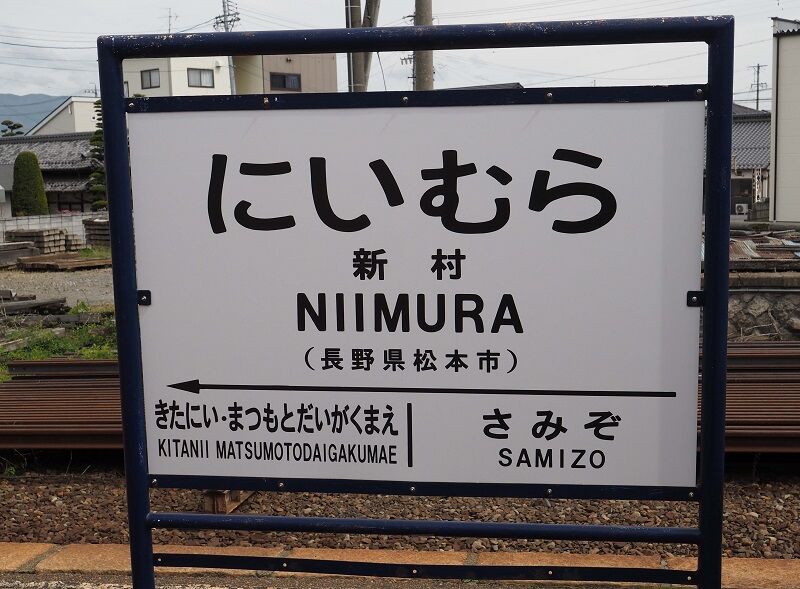 にいむら
新村
NIIMURA
(長野県松本市)
きたにい・まつもとだいがくまえ
KITANII MATSUMOTODAIGAKUMAE
さみぞ
SAMIZO